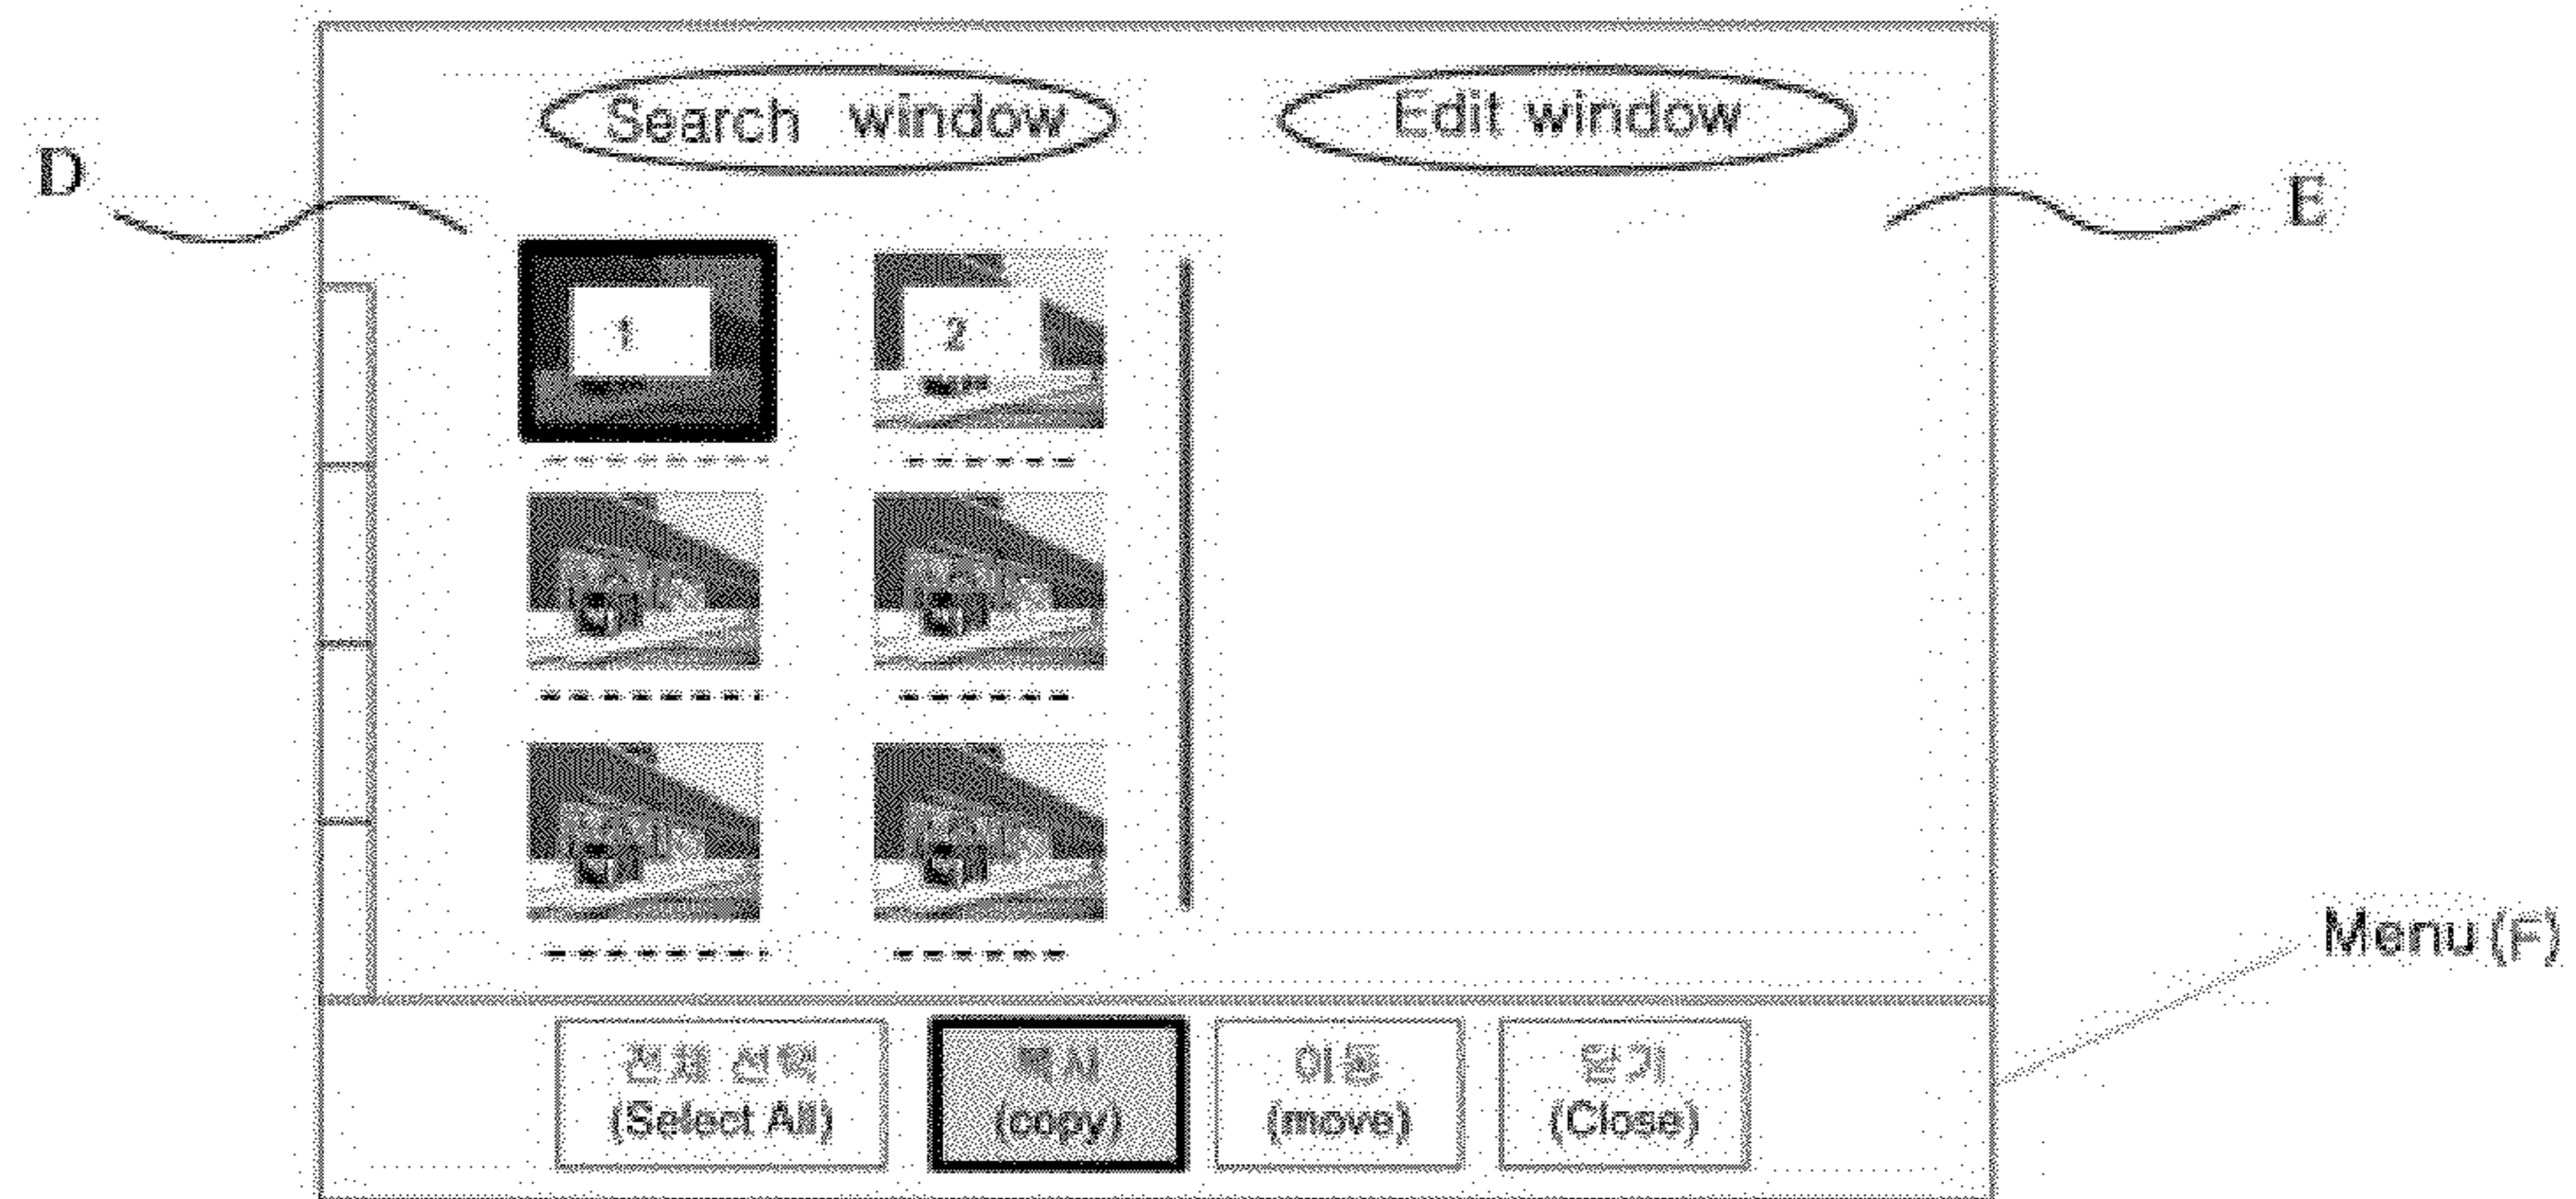 Search window
Edit window
D
E
1
2
Menu (F)
전체 선택
(Select All)
복사
(copy)
이동
(move)
닫기
(Close)